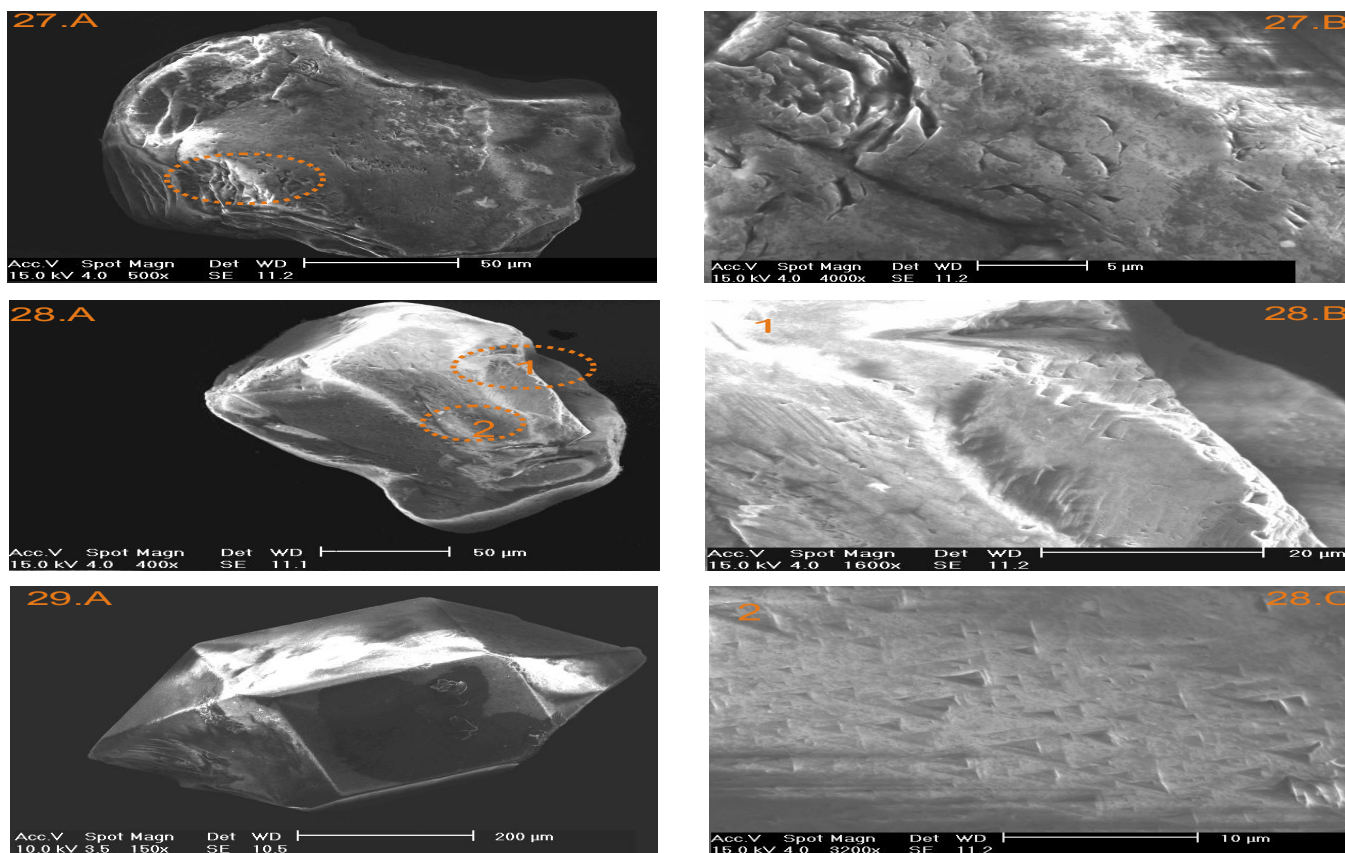 27.A
Acc.V Spot Magn Det WD 50 µm
15.0 kV 4.0 500x SE 11.2
27.B
Acc.V Spot Magn Det WD 5 µm
15.0 kV 4.0 4000x SE 11.2
28.A
1
2
Acc.V Spot Magn Det WD 50 µm
15.0 kV 4.0 400x SE 11.1
1 28.B
Acc.V Spot Magn Det WD 20 µm
15.0 kV 4.0 1600x SE 11.2
29.A
Acc.V Spot Magn Det WD 200 µm
10.0 kV 3.5 150x SE 10.5
2 28.C
Acc.V Spot Magn Det WD 10 µm
15.0 kV 4.0 3200x SE 11.2